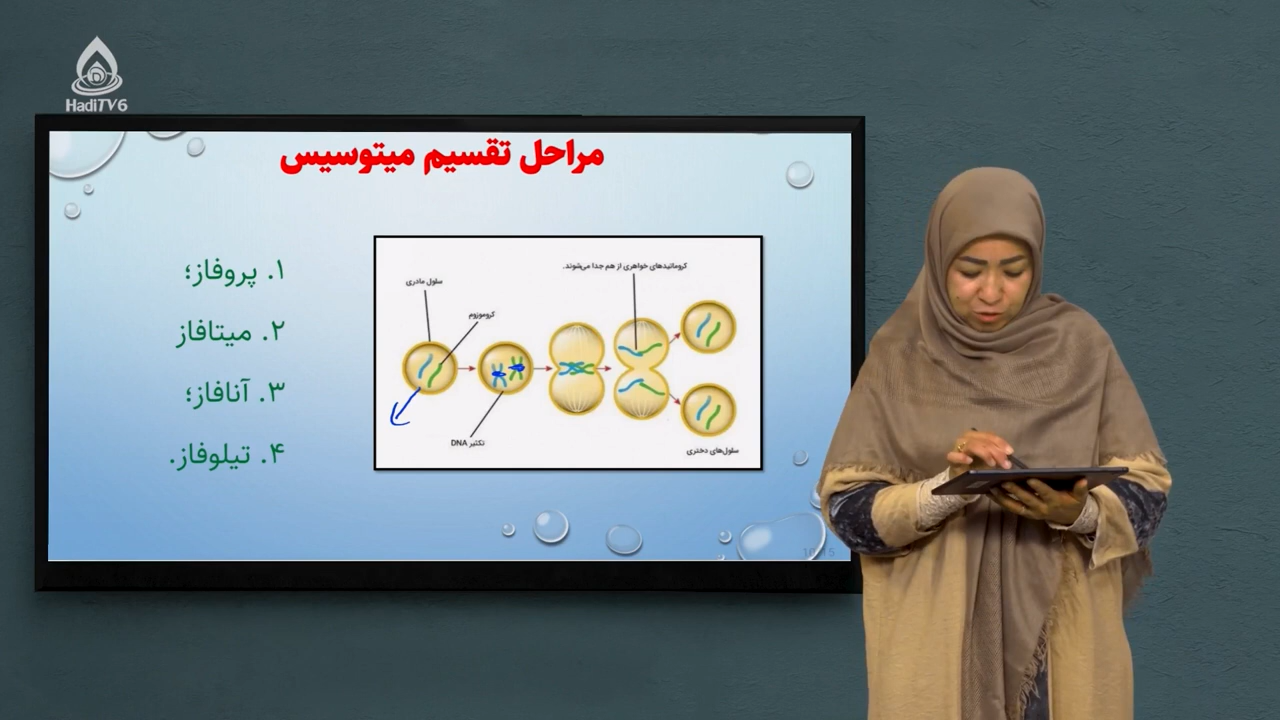 HadiTV6
مراحل تقسیم میتوسیس
۱. پروفاز؛
۲. میتافاز
۳. آنافاز؛
۴. تیلوفاز.
کروماتیدهای خواهری از هم جدا می‌شوند.
سلول مادری
کروموزوم
تکثیر DNA
سلول‌های دختری